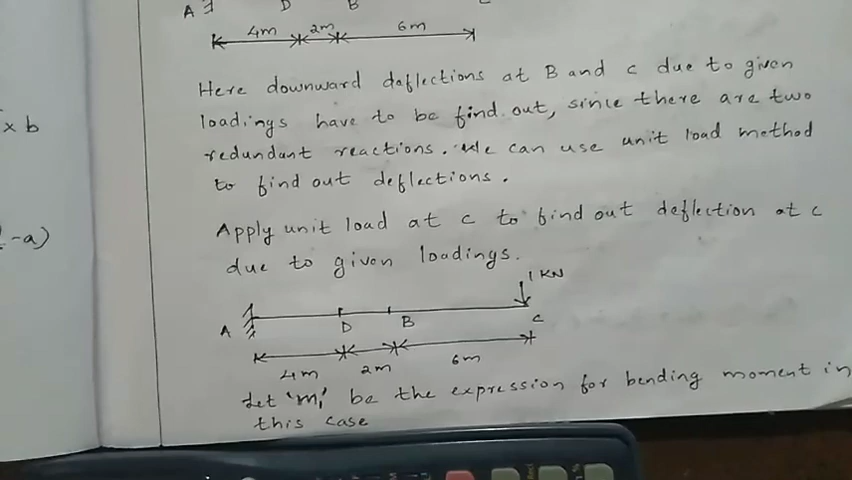 A D B
4m 2m 6m
Here downward deflections at B and c due to given
loadings have to be find out, since there are two
redundant reactions. We can use unit load method
to find out deflections.
Apply unit load at c to find out deflection at c
due to given loadings.
1 KN
A D B C
4m 2m 6m
Let 'm₁' be the expression for bending moment in
this case
x b
-a)